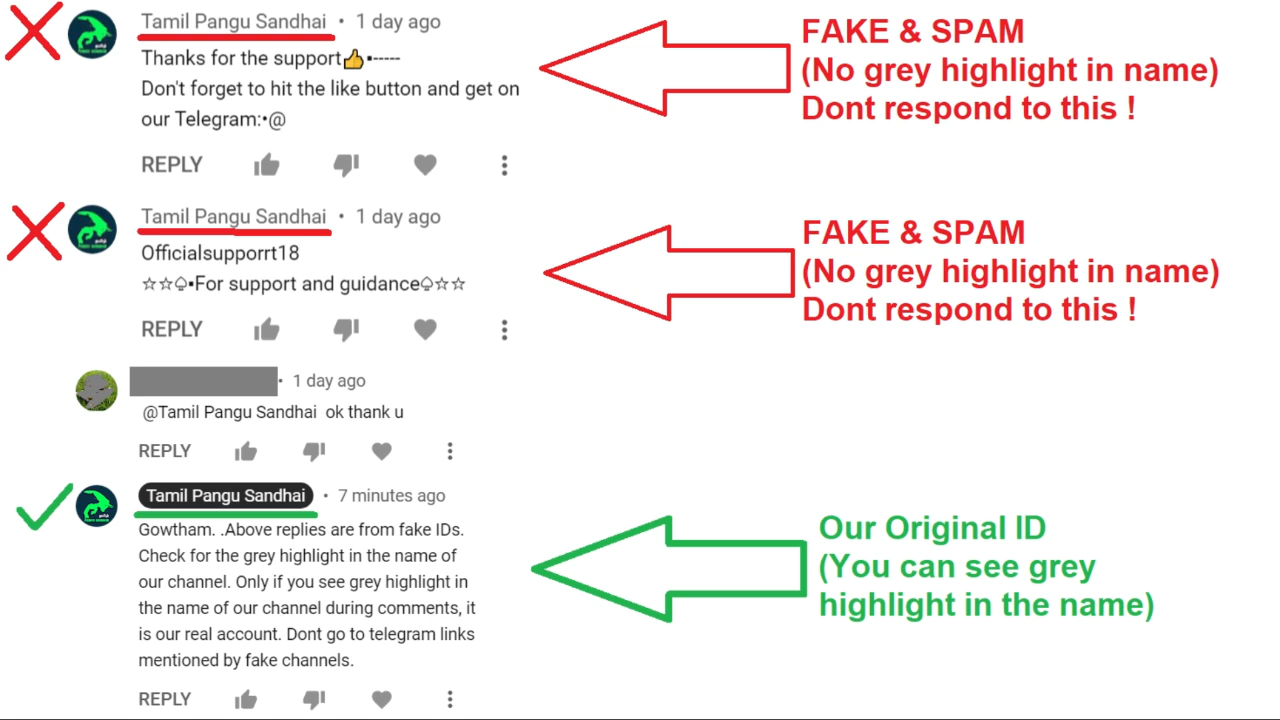 Tamil Pangu Sandhai • 1 day ago
Thanks for the support👍▪-----
Don't forget to hit the like button and get on
our Telegram:•@
REPLY
FAKE & SPAM
(No grey highlight in name)
Dont respond to this !
Tamil Pangu Sandhai • 1 day ago
Officialsupporrt18
☆☆♤▪For support and guidance♤☆☆
REPLY
FAKE & SPAM
(No grey highlight in name)
Dont respond to this !
• 1 day ago
@Tamil Pangu Sandhai ok thank u
REPLY
Tamil Pangu Sandhai • 7 minutes ago
Gowtham. .Above replies are from fake IDs.
Check for the grey highlight in the name of
our channel. Only if you see grey highlight in
the name of our channel during comments, it
is our real account. Dont go to telegram links
mentioned by fake channels.
REPLY
Our Original ID
(You can see grey
highlight in the name)